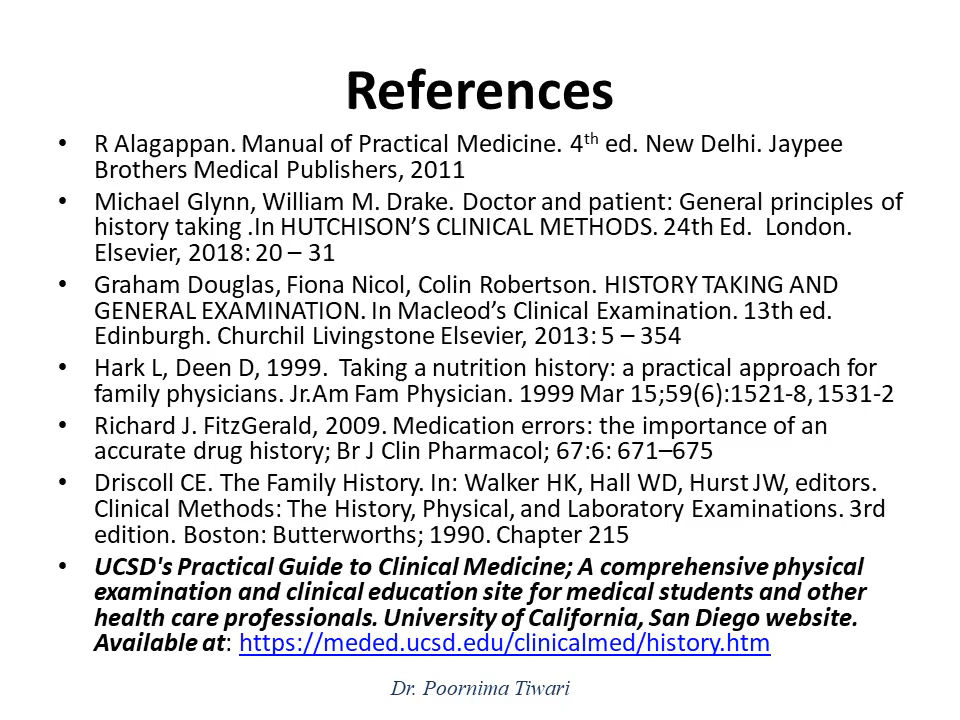 References
• R Alagappan. Manual of Practical Medicine. 4th ed. New Delhi. Jaypee
Brothers Medical Publishers, 2011
• Michael Glynn, William M. Drake. Doctor and patient: General principles of
history taking .In HUTCHISON’S CLINICAL METHODS. 24th Ed.  London.
Elsevier, 2018: 20 – 31
• Graham Douglas, Fiona Nicol, Colin Robertson. HISTORY TAKING AND
GENERAL EXAMINATION. In Macleod’s Clinical Examination. 13th ed.
Edinburgh. Churchil Livingstone Elsevier, 2013: 5 – 354
• Hark L, Deen D, 1999.  Taking a nutrition history: a practical approach for
family physicians. Jr.Am Fam Physician. 1999 Mar 15;59(6):1521-8, 1531-2
• Richard J. FitzGerald, 2009. Medication errors: the importance of an
accurate drug history; Br J Clin Pharmacol; 67:6: 671–675
• Driscoll CE. The Family History. In: Walker HK, Hall WD, Hurst JW, editors.
Clinical Methods: The History, Physical, and Laboratory Examinations. 3rd
edition. Boston: Butterworths; 1990. Chapter 215
• UCSD's Practical Guide to Clinical Medicine; A comprehensive physical
examination and clinical education site for medical students and other
health care professionals. University of California, San Diego website.
Available at: https://meded.ucsd.edu/clinicalmed/history.htm
Dr. Poornima Tiwari